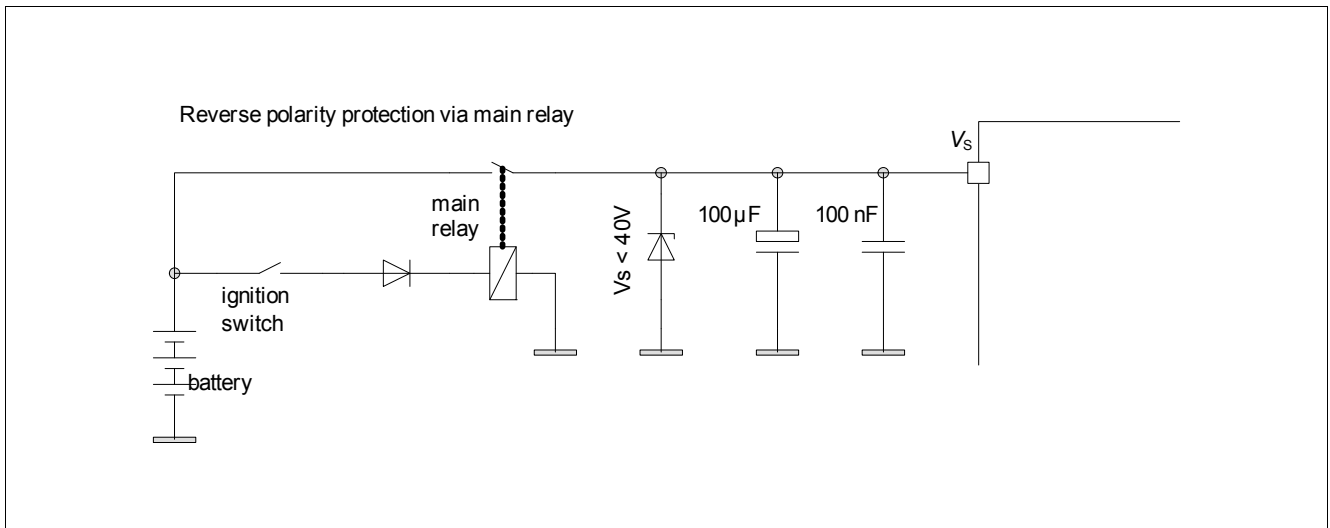 Reverse polarity protection via main relay
VS
main
relay
Vs < 40V
100µF
100 nF
ignition
switch
battery